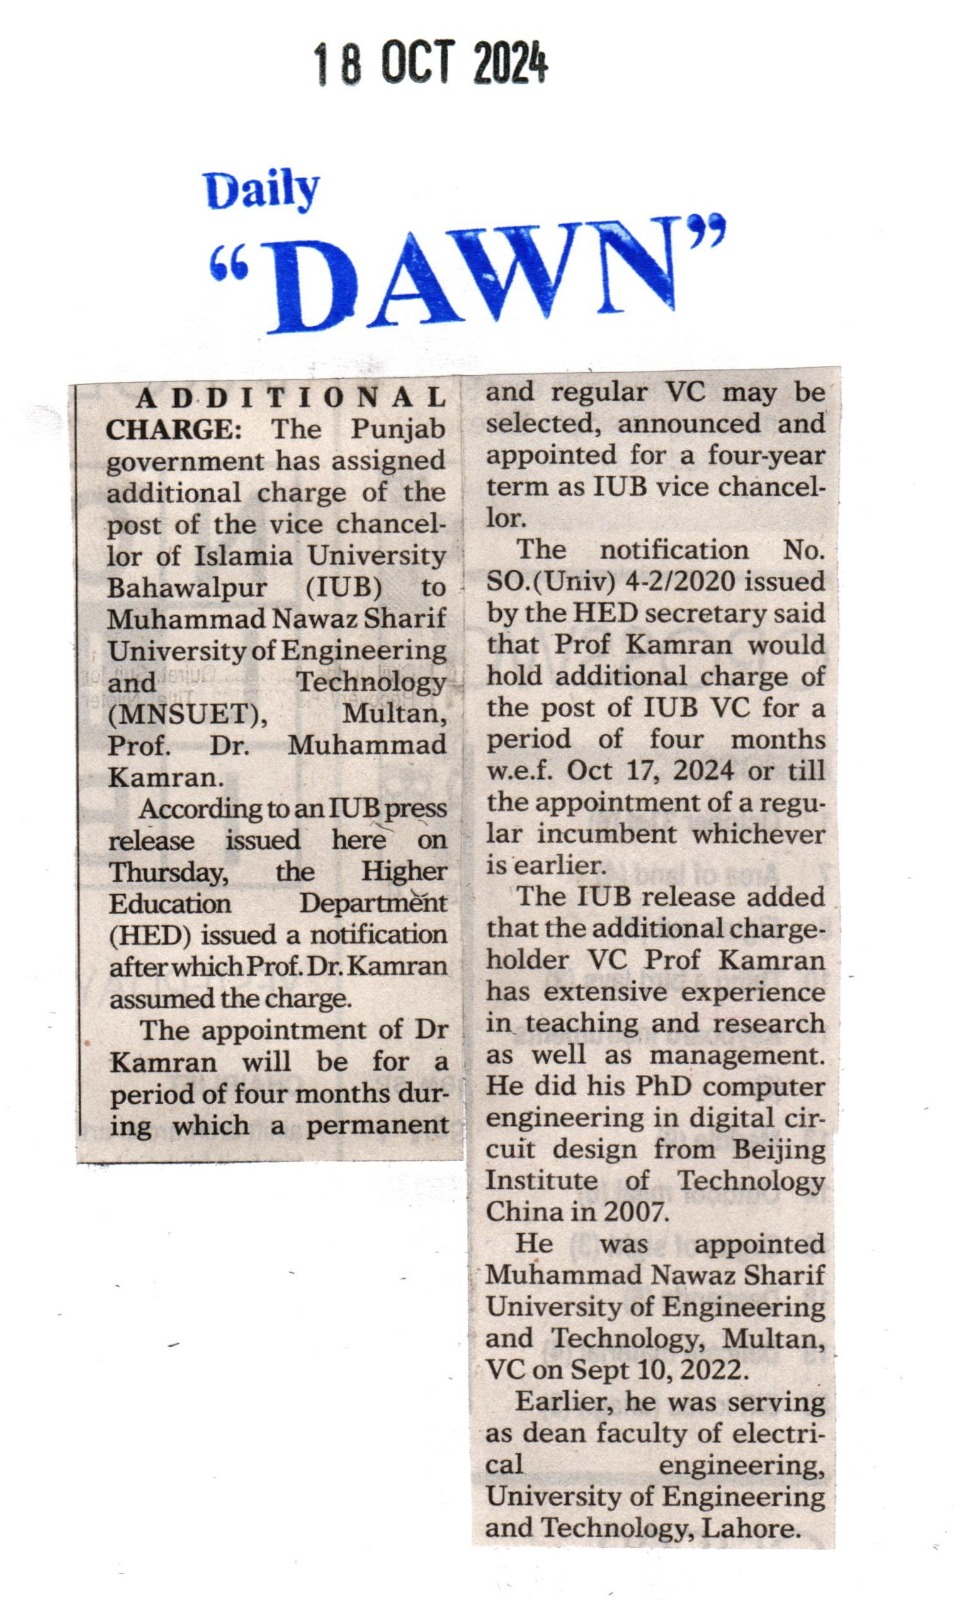 18 OCT 2024
Daily
“DAWN”
ADDITIONAL
CHARGE: The Punjab
government has assigned
additional charge of the
post of the vice chancel-
lor of Islamia University
Bahawalpur (IUB) to
Muhammad Nawaz Sharif
University of Engineering
and Technology
(MNSUET), Multan,
Prof. Dr. Muhammad
Kamran.
According to an IUB press
release issued here on
Thursday, the Higher
Education Department
(HED) issued a notification
after which Prof. Dr. Kamran
assumed the charge.
The appointment of Dr
Kamran will be for a
period of four months dur-
ing which a permanent
and regular VC may be
selected, announced and
appointed for a four-year
term as IUB vice chancel-
lor.
The notification No.
SO.(Univ) 4-2/2020 issued
by the HED secretary said
that Prof Kamran would
hold additional charge of
the post of IUB VC for a
period of four months
w.e.f. Oct 17, 2024 or till
the appointment of a regu-
lar incumbent whichever
is earlier.
The IUB release added
that the additional charge-
holder VC Prof Kamran
has extensive experience
in teaching and research
as well as management.
He did his PhD computer
engineering in digital cir-
cuit design from Beijing
Institute of Technology
China in 2007.
He was appointed
Muhammad Nawaz Sharif
University of Engineering
and Technology, Multan,
VC on Sept 10, 2022.
Earlier, he was serving
as dean faculty of electri-
cal engineering,
University of Engineering
and Technology, Lahore.